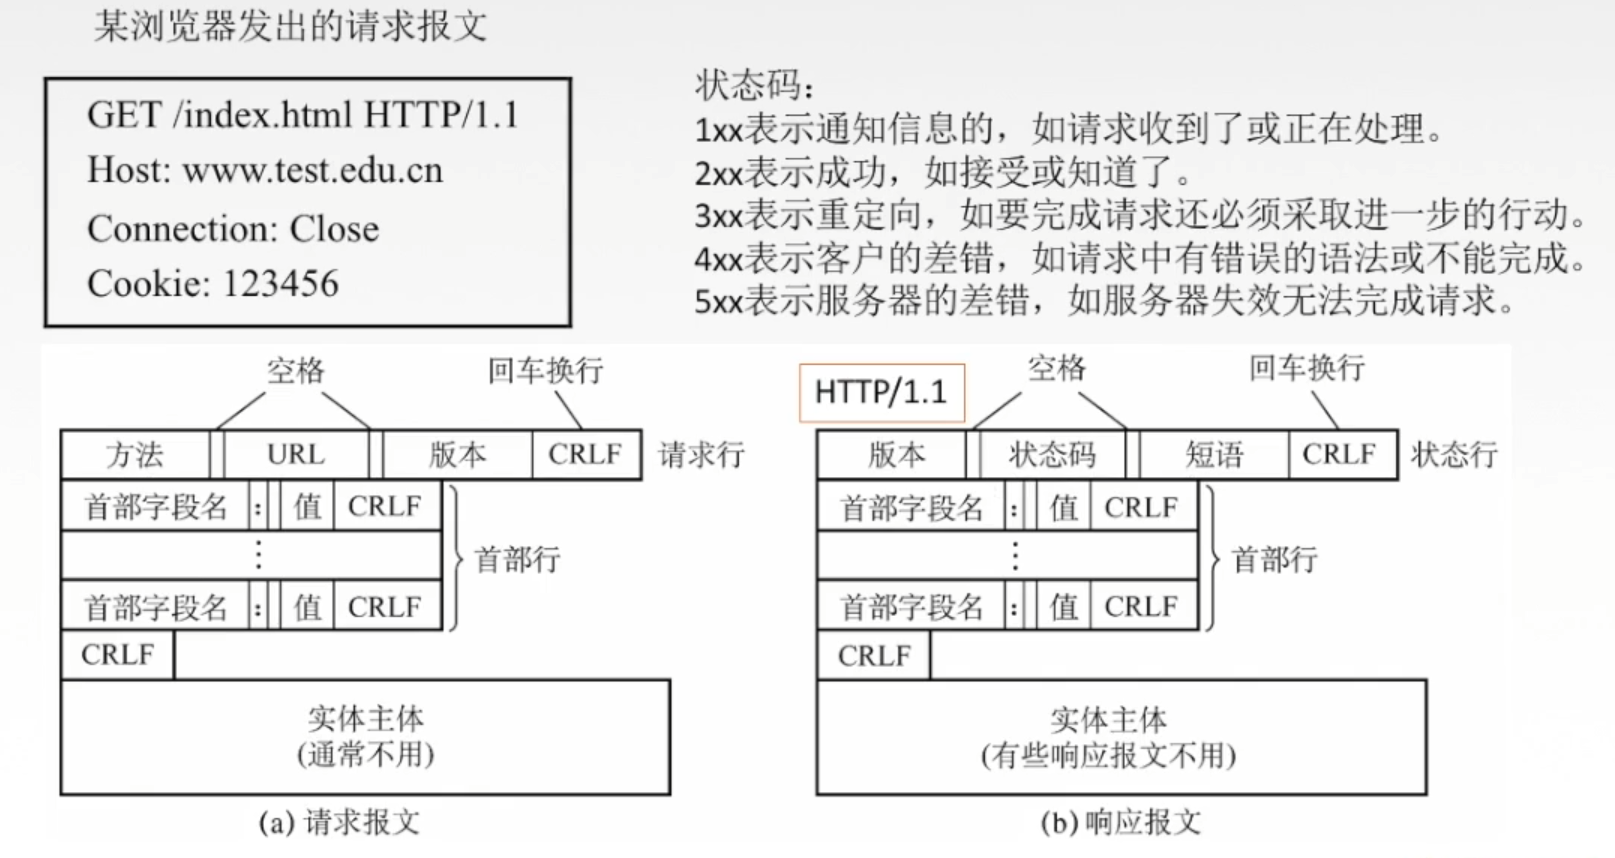 某浏览器发出的请求报文
GET /index.html HTTP/1.1
Host: www.test.edu.cn
Connection: Close
Cookie: 123456
状态码：
1xx表示通知信息的，如请求收到了或正在处理。
2xx表示成功，如接受或知道了。
3xx表示重定向，如要完成请求还必须采取进一步的行动。
4xx表示客户的差错，如请求中有错误的语法或不能完成。
5xx表示服务器的差错，如服务器失效无法完成请求。
空格 回车换行
方法 URL 版本 CRLF 请求行
首部字段名 : 值 CRLF
⋮ 首部行
首部字段名 : 值 CRLF
CRLF
实体主体
(通常不用)
(a) 请求报文
HTTP/1.1 空格 回车换行
版本 状态码 短语 CRLF 状态行
首部字段名 : 值 CRLF
⋮ 首部行
首部字段名 : 值 CRLF
CRLF
实体主体
(有些响应报文不用)
(b) 响应报文